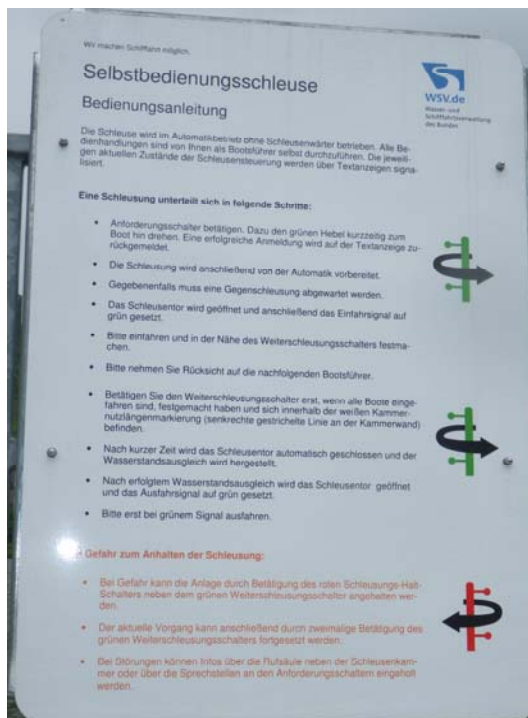 Wir machen Schifffahrt möglich.
Selbstbedienungsschleuse
Bedienungsanleitung
WSV.de
Wasser- und
Schifffahrtsverwaltung
des Bundes
Die Schleuse wird im Automatikbetrieb ohne Schleusenwärter betrieben. Alle Be-
dienhandlungen sind von Ihnen als Bootsführer selbst durchzuführen. Die jeweili-
gen aktuellen Zustände der Schleusensteuerung werden über Textanzeigen signa-
lisiert.
Eine Schleusung unterteilt sich in folgende Schritte:
• Anforderungsschalter betätigen. Dazu den grünen Hebel kurzzeitig zum
Boot hin drehen. Eine erfolgreiche Anmeldung wird auf der Textanzeige zu-
rückgemeldet.
• Die Schleusung wird anschließend von der Automatik vorbereitet.
• Gegebenenfalls muss eine Gegenschleusung abgewartet werden.
• Das Schleusentor wird geöffnet und anschließend das Einfahrsignal auf
grün gesetzt.
• Bitte einfahren und in der Nähe des Weiterschleusungsschalters festma-
chen.
• Bitte nehmen Sie Rücksicht auf die nachfolgenden Bootsführer.
• Betätigen Sie den Weiterschleusungsschalter erst, wenn alle Boote einge-
fahren sind, festgemacht haben und sich innerhalb der weißen Kammer-
nutzlängenmarkierung (senkrechte gestrichelte Linie an der Kammerwand)
befinden.
• Nach kurzer Zeit wird das Schleusentor automatisch geschlossen und der
Wasserstandsausgleich wird hergestellt.
• Nach erfolgtem Wasserstandsausgleich wird das Schleusentor geöffnet
und das Ausfahrsignal auf grün gesetzt.
• Bitte erst bei grünem Signal ausfahren.
Gefahr zum Anhalten der Schleusung:
• Bei Gefahr kann die Anlage durch Betätigung des roten Schleusungs-Halt-
Schalters neben dem grünen Weiterschleusungsschalter angehalten wer-
den.
• Der aktuelle Vorgang kann anschließend durch zweimalige Betätigung des
grünen Weiterschleusungsschalters fortgesetzt werden.
• Bei Störungen können Infos über die Rufsäule neben der Schleusenkam-
mer oder über die Sprechstellen an den Anforderungsschaltern eingeholt
werden.